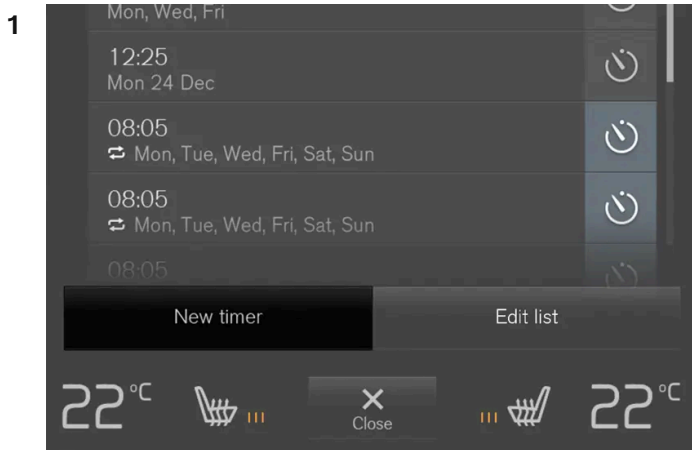 1
Mon, Wed, Fri
12:25
Mon 24 Dec
08:05
Mon, Tue, Wed, Fri, Sat, Sun
08:05
Mon, Tue, Wed, Fri, Sat, Sun
08:05
New timer
Edit list
22°C
Close
22°C